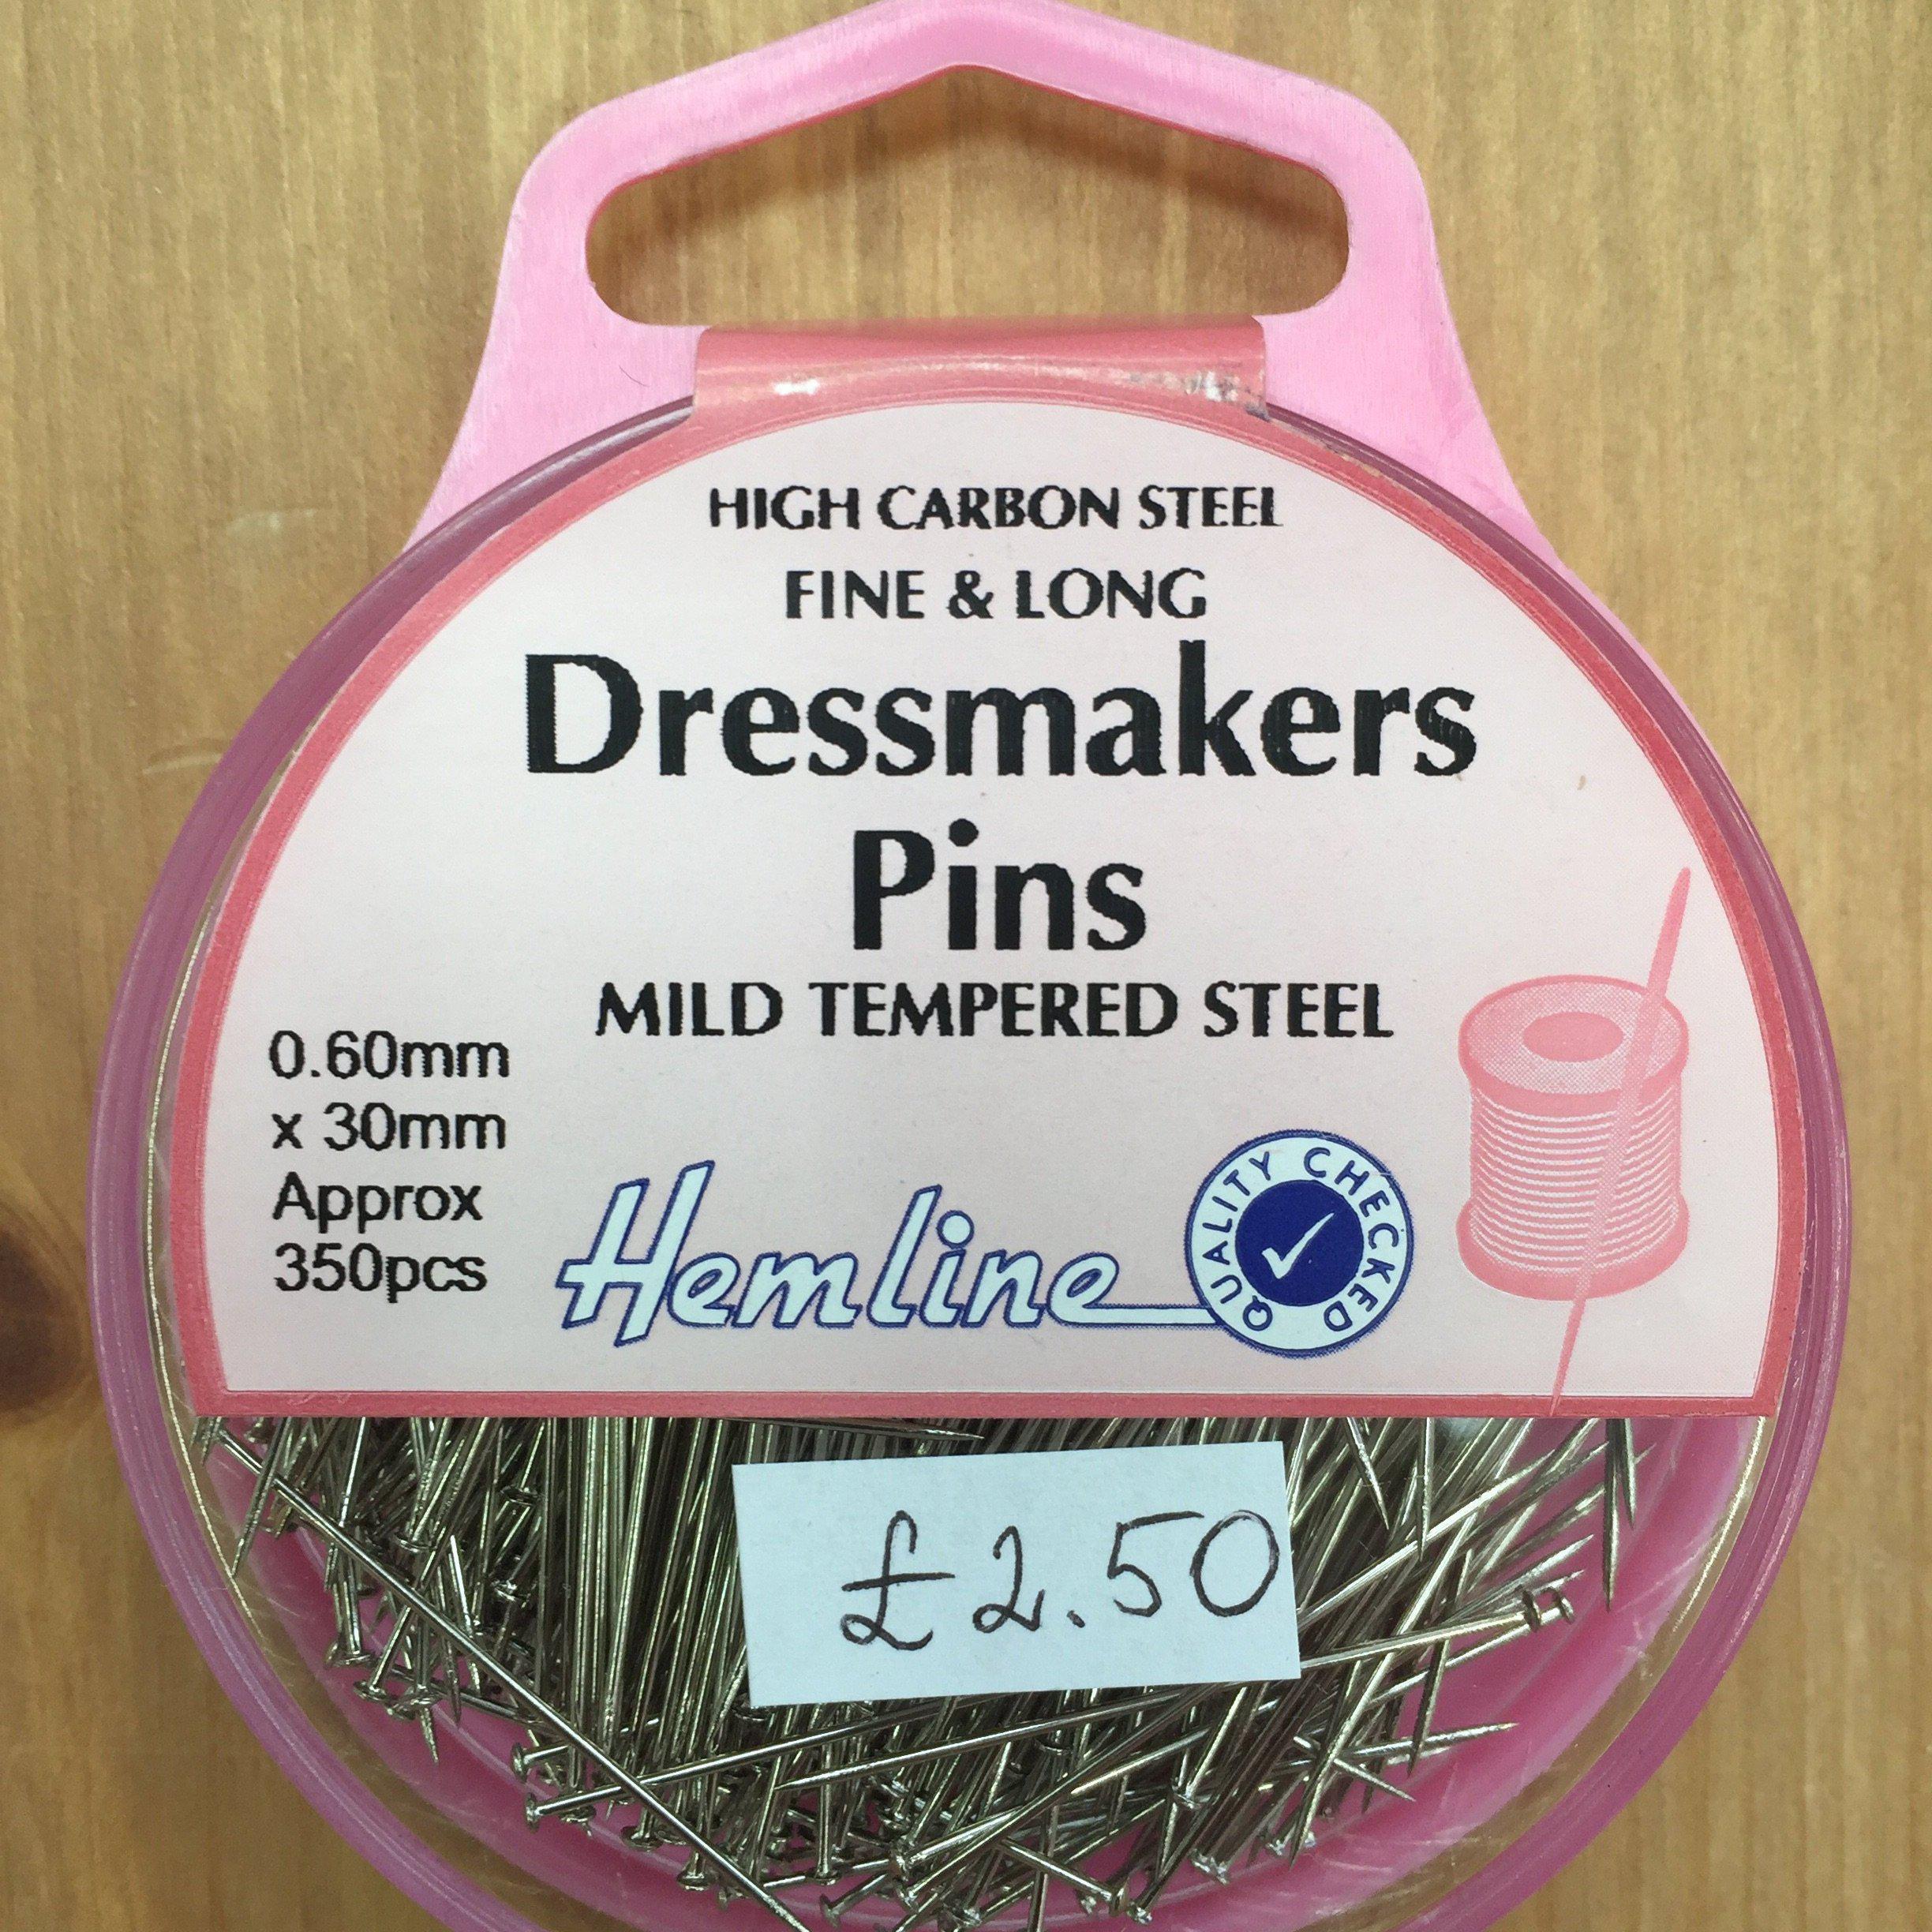 HIGH CARBON STEEL
FINE & LONG
Dressmakers
Pins
MILD TEMPERED STEEL
0.60mm
x 30mm
Approx
350pcs
Hemline
QUALITY CHECKED
£2.50